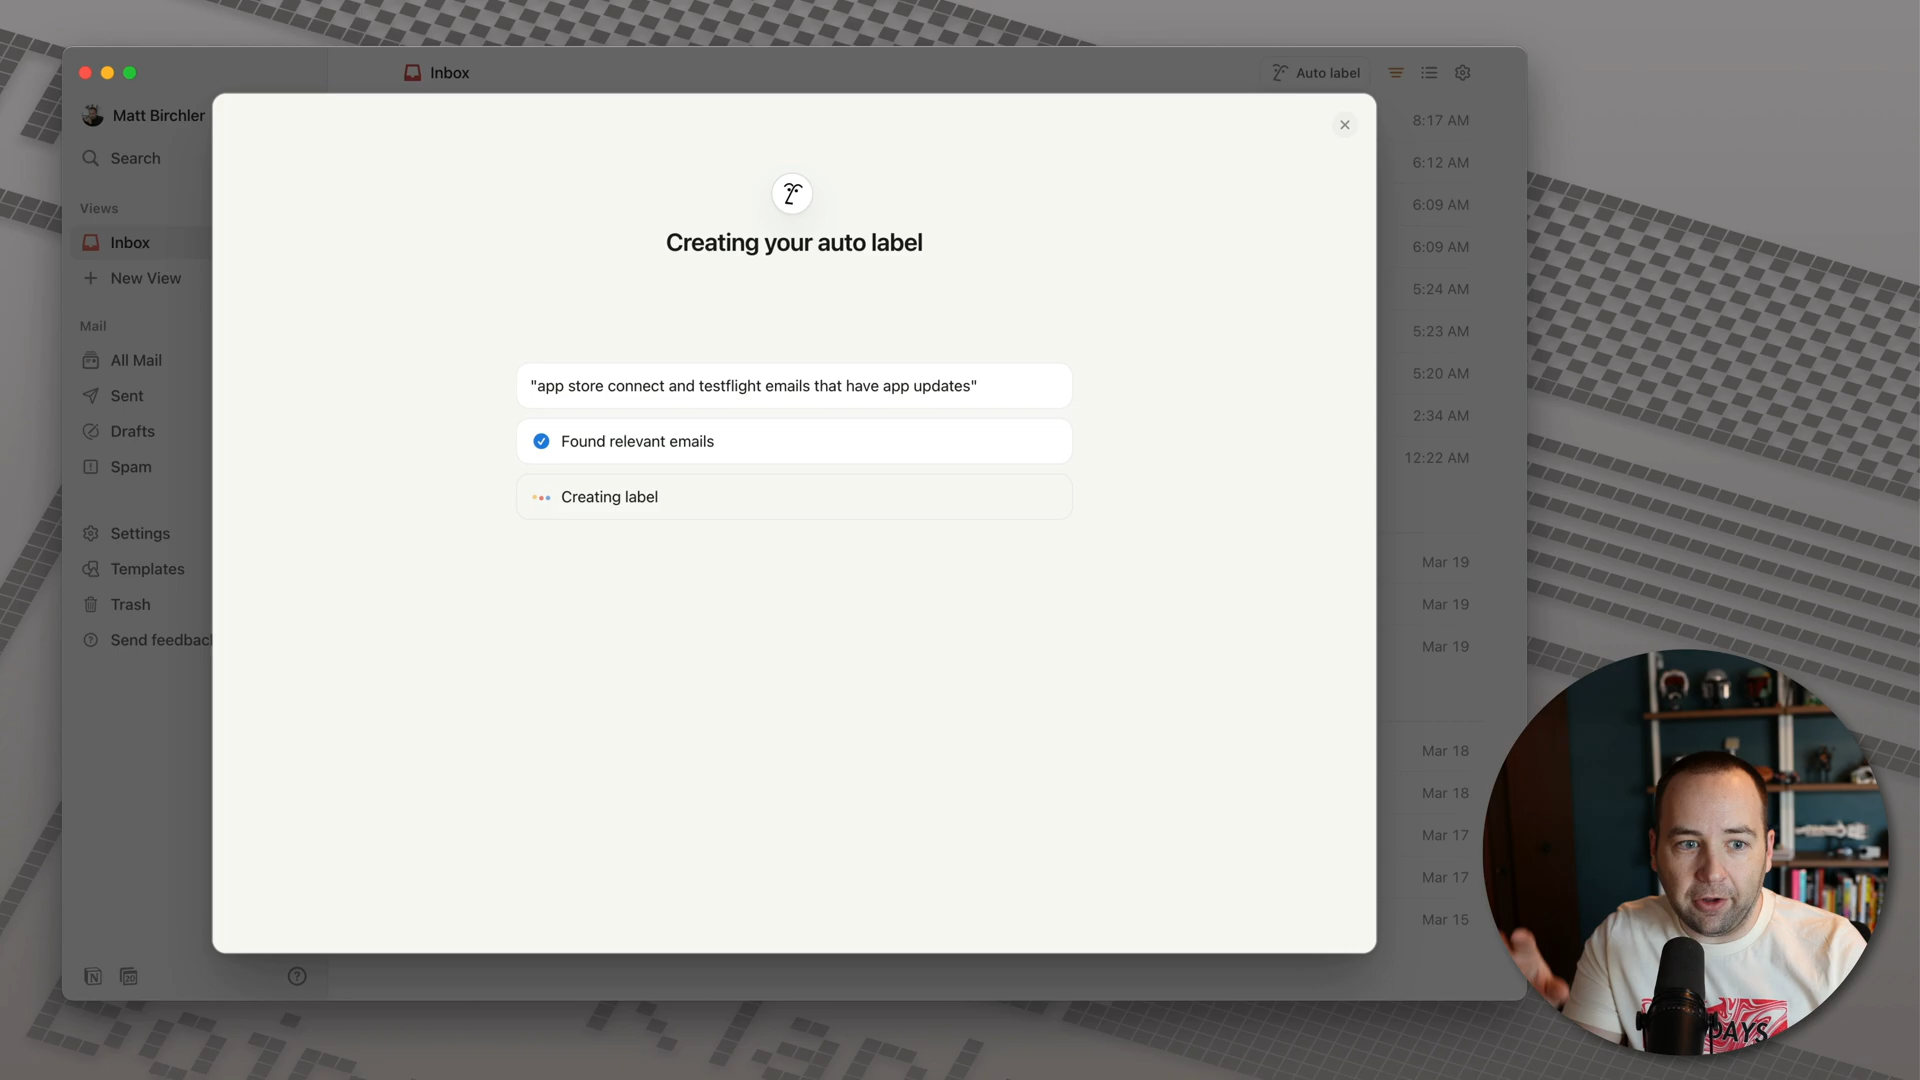 Inbox
Auto label
Matt Birchler
Search
Views
Inbox
New View
Mail
All Mail
Sent
Drafts
Spam
Settings
Templates
Trash
Send feedbac
Creating your auto label
"app store connect and testflight emails that have app updates"
Found relevant emails
Creating label
8:17 AM
6:12 AM
6:09 AM
6:09 AM
5:24 AM
5:23 AM
5:20 AM
2:34 AM
12:22 AM
Mar 19
Mar 19
Mar 19
Mar 18
Mar 18
Mar 17
Mar 17
Mar 15
20
DAYS